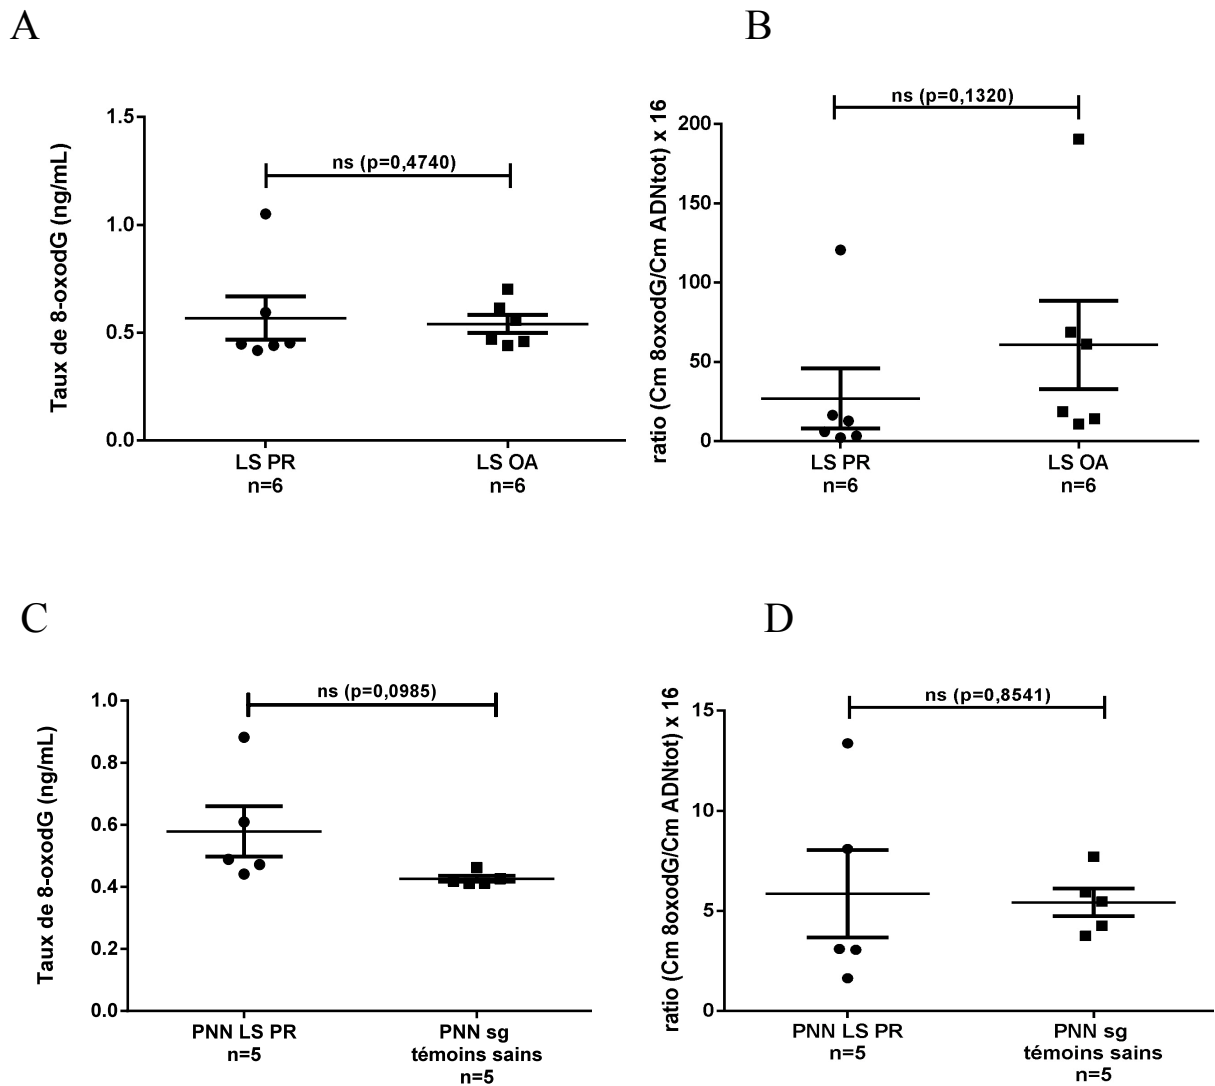 A
Taux de 8-oxodG (ng/mL)
1.5
1.0
0.5
0.0
ns (p=0,4740)
LS PR
n=6
LS OA
n=6
B
ratio (Cm 8oxodG/Cm ADNtot) x 16
200
150
100
50
0
ns (p=0,1320)
LS PR
n=6
LS OA
n=6
C
Taux de 8-oxodG (ng/mL)
1.0
0.8
0.6
0.4
0.2
0.0
ns (p=0,0985)
PNN LS PR
n=5
PNN sg
témoins sains
n=5
D
ratio (Cm 8oxodG/Cm ADNtot) x 16
15
10
5
0
ns (p=0,8541)
PNN LS PR
n=5
PNN sg
témoins sains
n=5